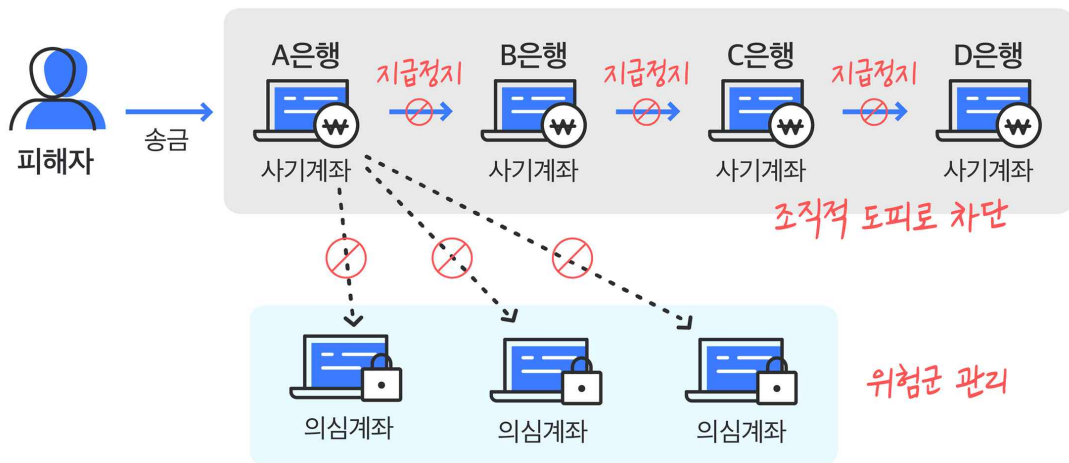 A은행
B은행
C은행
D은행
지급정지
지급정지
지급정지
₩
₩
₩
₩
송금
피해자
사기계좌
사기계좌
사기계좌
사기계좌
조직적 도피로 차단
의심계좌
의심계좌
의심계좌
위험군 관리